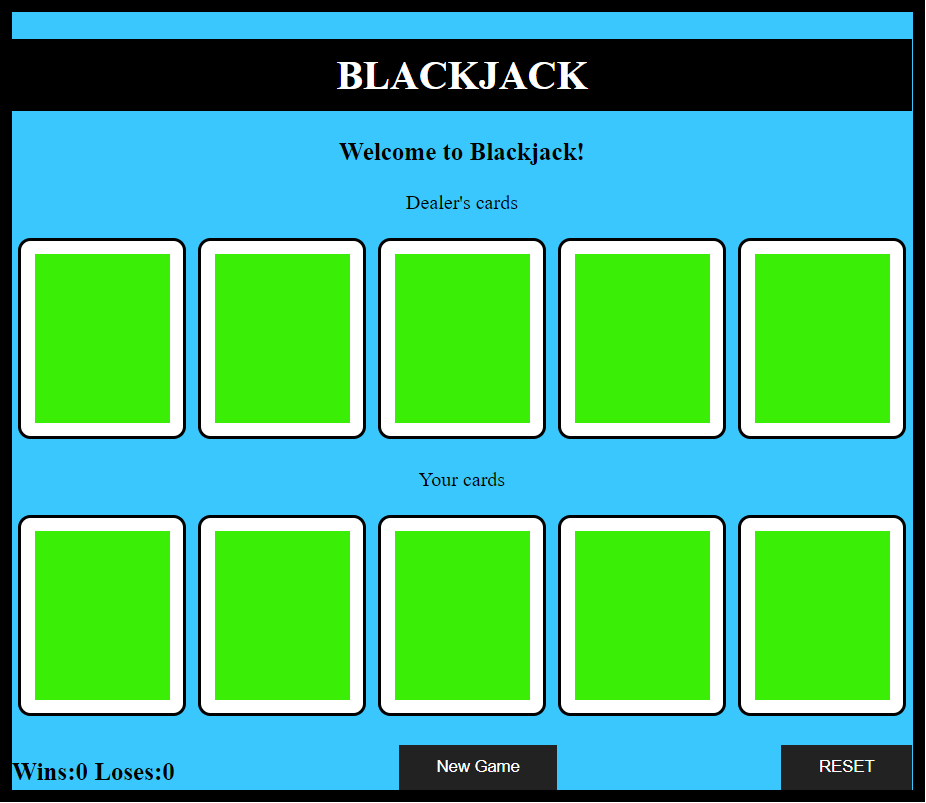 BLACKJACK
Welcome to Blackjack!
Dealer's cards
Your cards
Wins:0 Loses:0
New Game
RESET